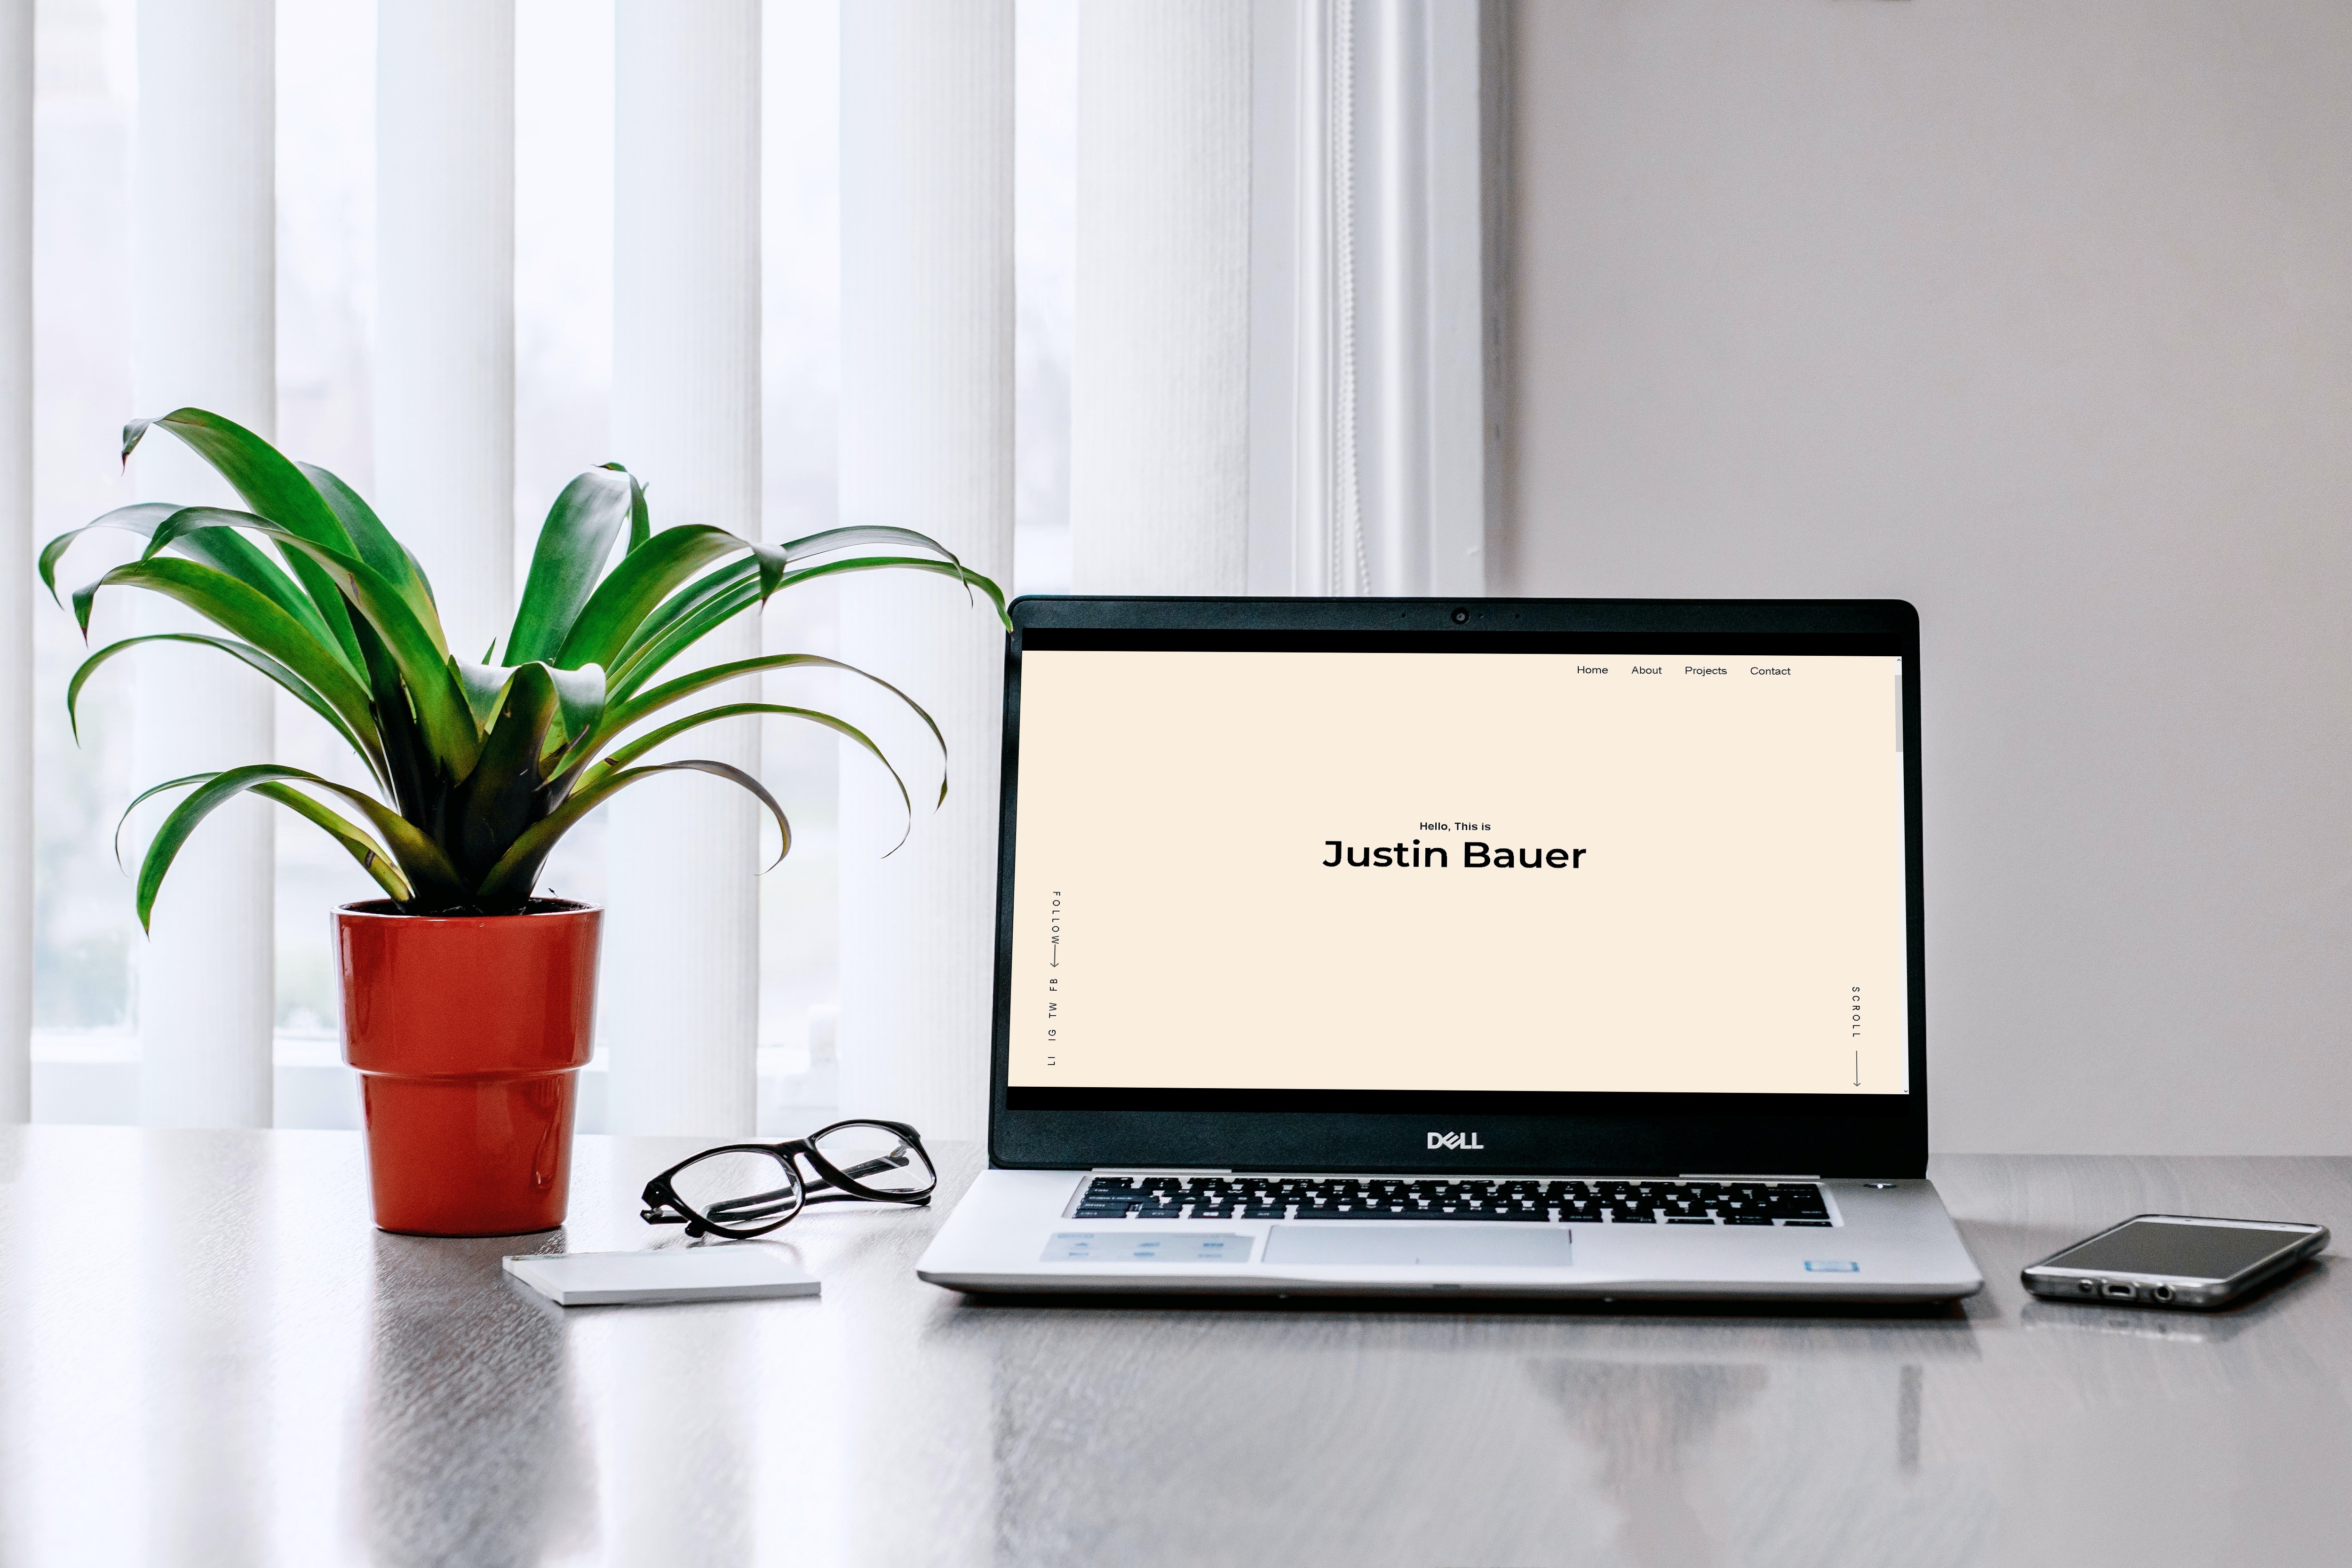 Home About Projects Contact
Hello, This is
Justin Bauer
FOLLOW
FB
TW
IG
LI
SCROLL
DELL